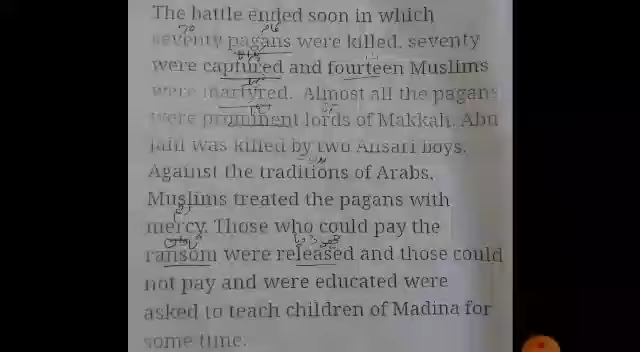 The battle ended soon in which
seventy pagans were killed. seventy
were captured and fourteen Muslims
were martyred. Almost all the pagans
were prominent lords of Makkah. Abu
Jahl was killed by two Ansari boys.
Against the traditions of Arabs,
Muslims treated the pagans with
mercy. Those who could pay the
ransom were released and those could
not pay and were educated were
asked to teach children of Madina for
some time.